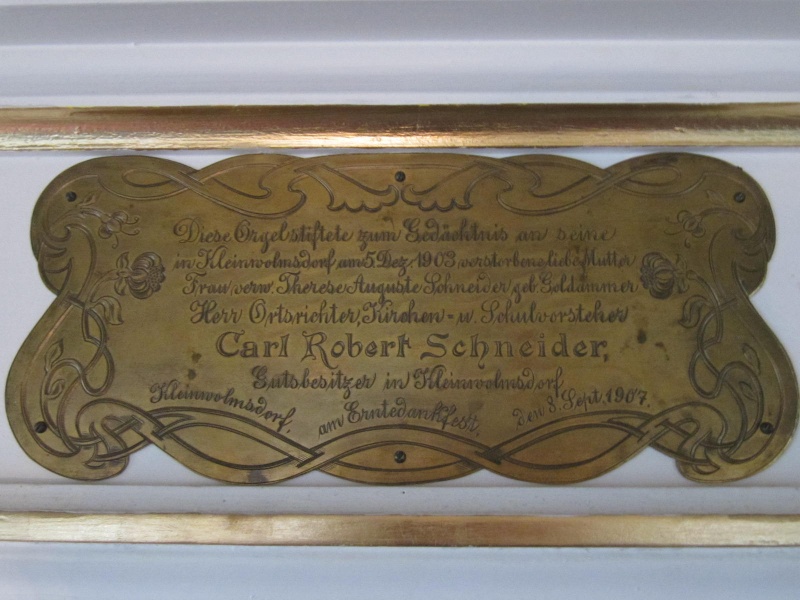 Diese Orgel stiftete zum Gedächtnis an seine
in Kleinwolmsdorf, am 5. Dez. 1903 verstorbene liebe Mutter
Frau verw. Therese Auguste Schneider geb. Goldammer
Herr Ortsrichter, Kirchen- u. Schulvorsteher
Carl Robert Schneider,
Gutsbesitzer in Kleinwolmsdorf
Kleinwolmsdorf, am Erntedankfest, den 8. Sept. 1907.